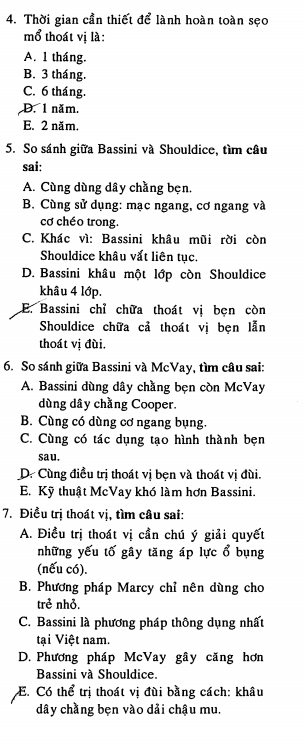 4. Thời gian cần thiết để lành hoàn toàn sẹo
mổ thoát vị là:
A. 1 tháng.
B. 3 tháng.
C. 6 tháng.
D. 1 năm.
E. 2 năm.
5. So sánh giữa Bassini và Shouldice, tìm câu
sai:
A. Cùng dùng dây chằng bẹn.
B. Cùng sử dụng: mạc ngang, cơ ngang và
cơ chéo trong.
C. Khác vì: Bassini khâu mũi rời còn
Shouldice khâu vắt liên tục.
D. Bassini khâu một lớp còn Shouldice
khâu 4 lớp.
E. Bassini chỉ chữa thoát vị bẹn còn
Shouldice chữa cả thoát vị bẹn lẫn
thoát vị đùi.
6. So sánh giữa Bassini và McVay, tìm câu sai:
A. Bassini dùng dây chằng bẹn còn McVay
dùng dây chằng Cooper.
B. Cùng có dùng cơ ngang bụng.
C. Cùng có tác dụng tạo hình thành bẹn
sau.
D. Cùng điều trị thoát vị bẹn và thoát vị đùi.
E. Kỹ thuật McVay khó làm hơn Bassini.
7. Điều trị thoát vị, tìm câu sai:
A. Điều trị thoát vị cần chú ý giải quyết
những yếu tố gây tăng áp lực ổ bụng
(nếu có).
B. Phương pháp Marcy chỉ nên dùng cho
trẻ nhỏ.
C. Bassini là phương pháp thông dụng nhất
tại Việt nam.
D. Phương pháp McVay gây căng hơn
Bassini và Shouldice.
E. Có thể trị thoát vị đùi bằng cách: khâu
dây chằng bẹn vào dải chậu mu.